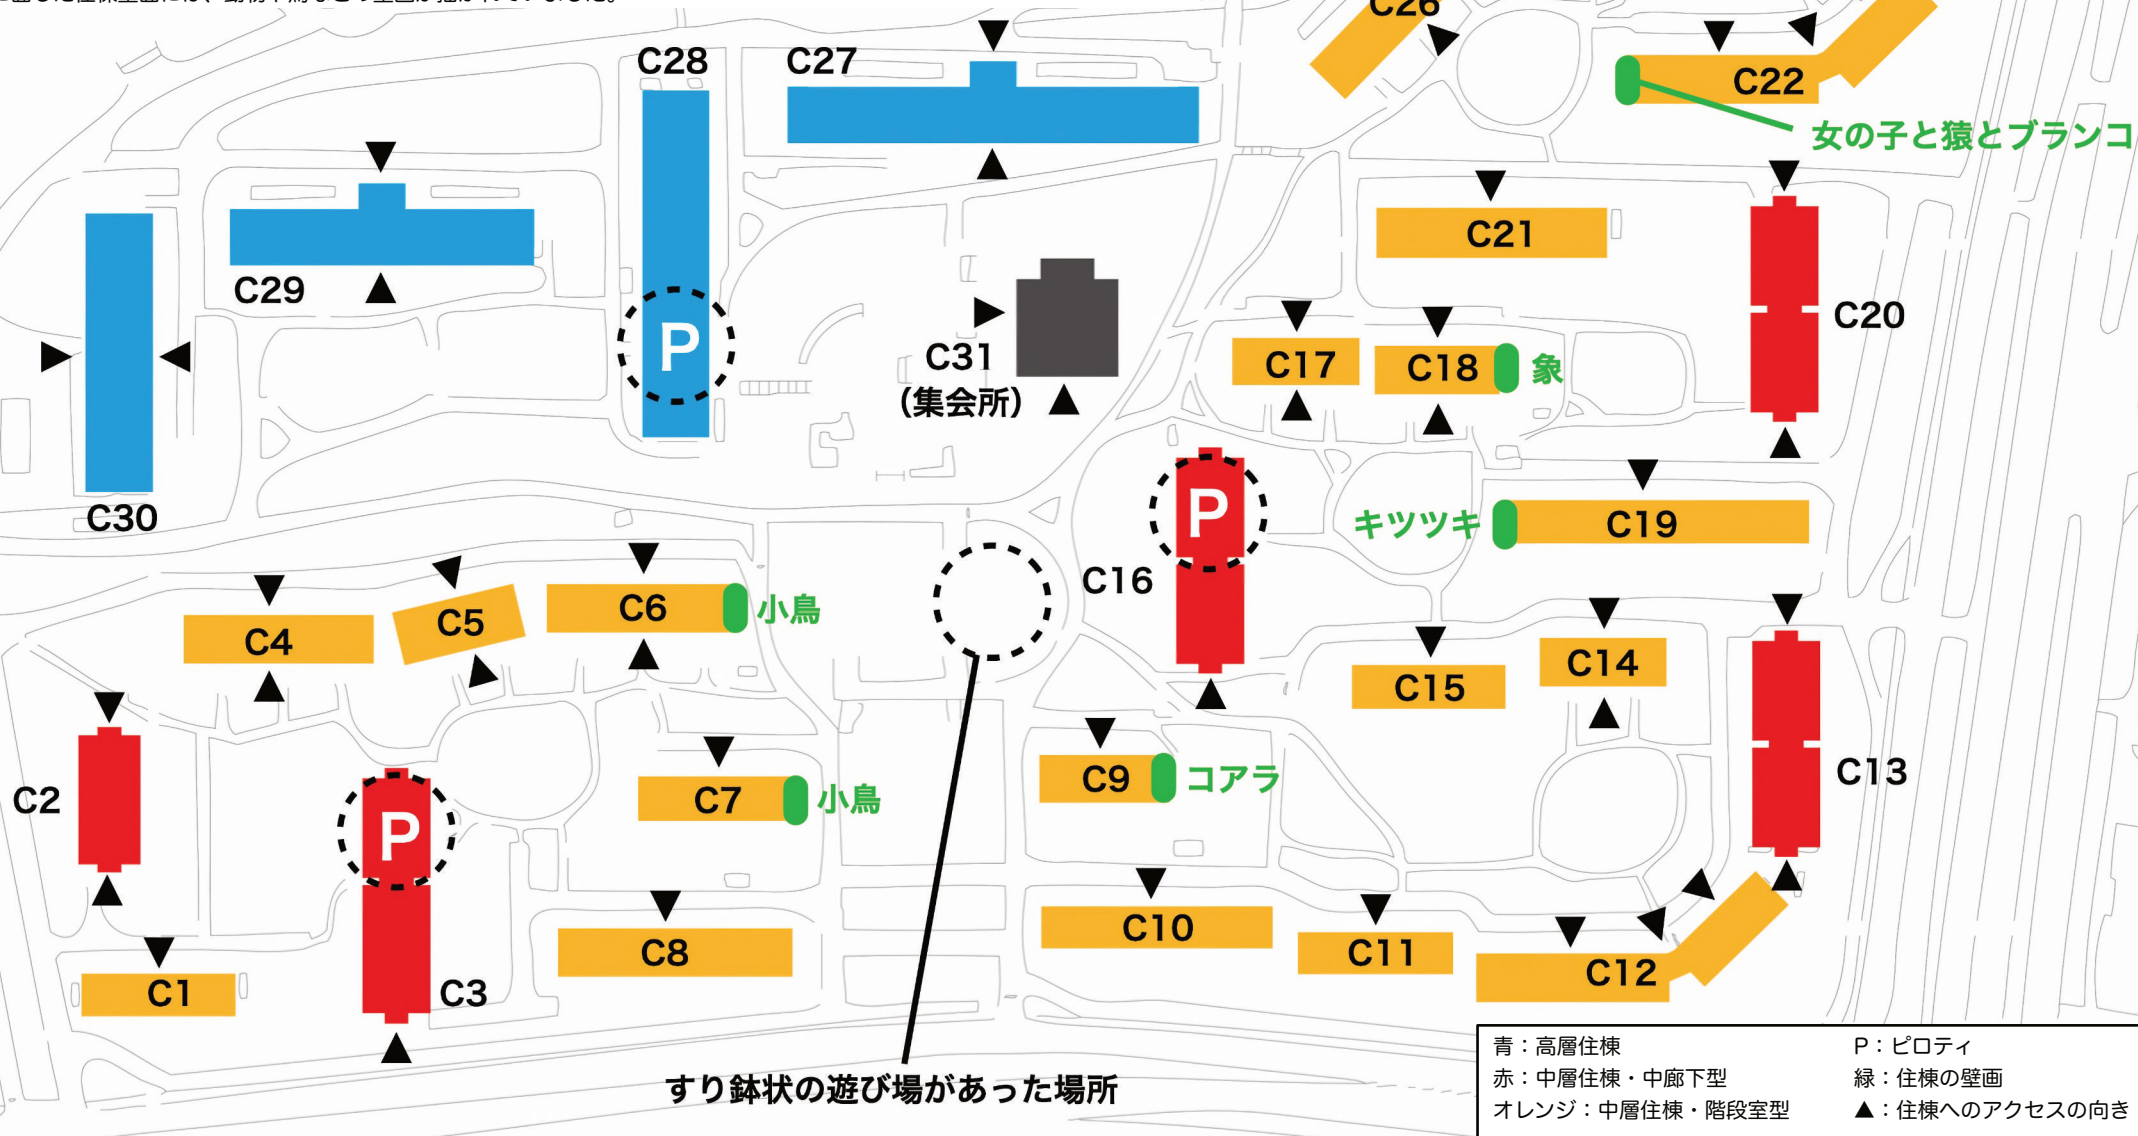 C26
C28
C27
C22
女の子と猿とブランコ
C21
C29
C20
P
C31
(集会所)
C17
C18
象
C30
P
キツツキ
C19
C16
C4
C5
C6
小鳥
C15
C14
C2
P
C7
小鳥
C9
コアラ
C13
C1
C3
C8
C10
C11
C12
すり鉢状の遊び場があった場所
青：高層住棟
赤：中層住棟・中廊下型
オレンジ：中層住棟・階段室型
P：ピロティ
緑：住棟の壁画
▲：住棟へのアクセスの向き